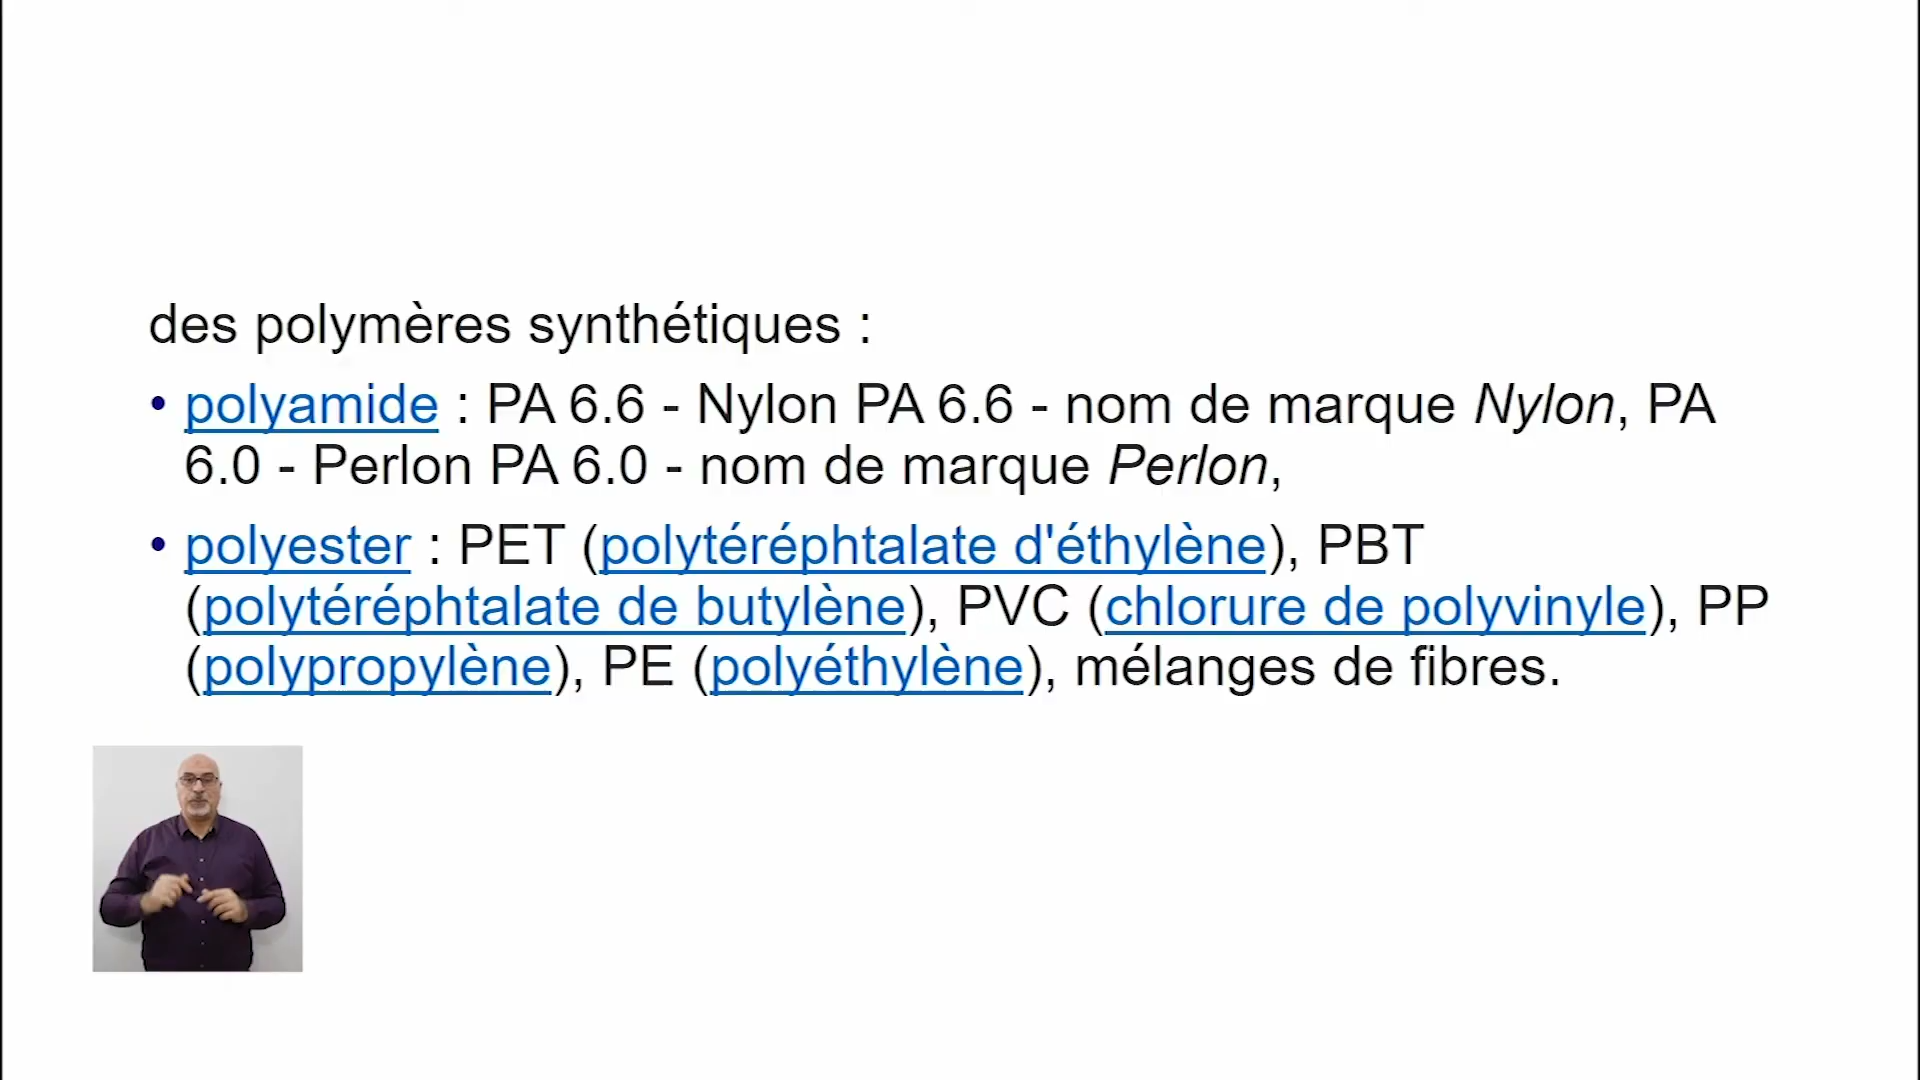 des polymères synthétiques :
• polyamide : PA 6.6 - Nylon PA 6.6 - nom de marque Nylon, PA
6.0 - Perlon PA 6.0 - nom de marque Perlon,
• polyester : PET (polytéréphtalate d'éthylène), PBT
(polytéréphtalate de butylène), PVC (chlorure de polyvinyle), PP
(polypropylène), PE (polyéthylène), mélanges de fibres.